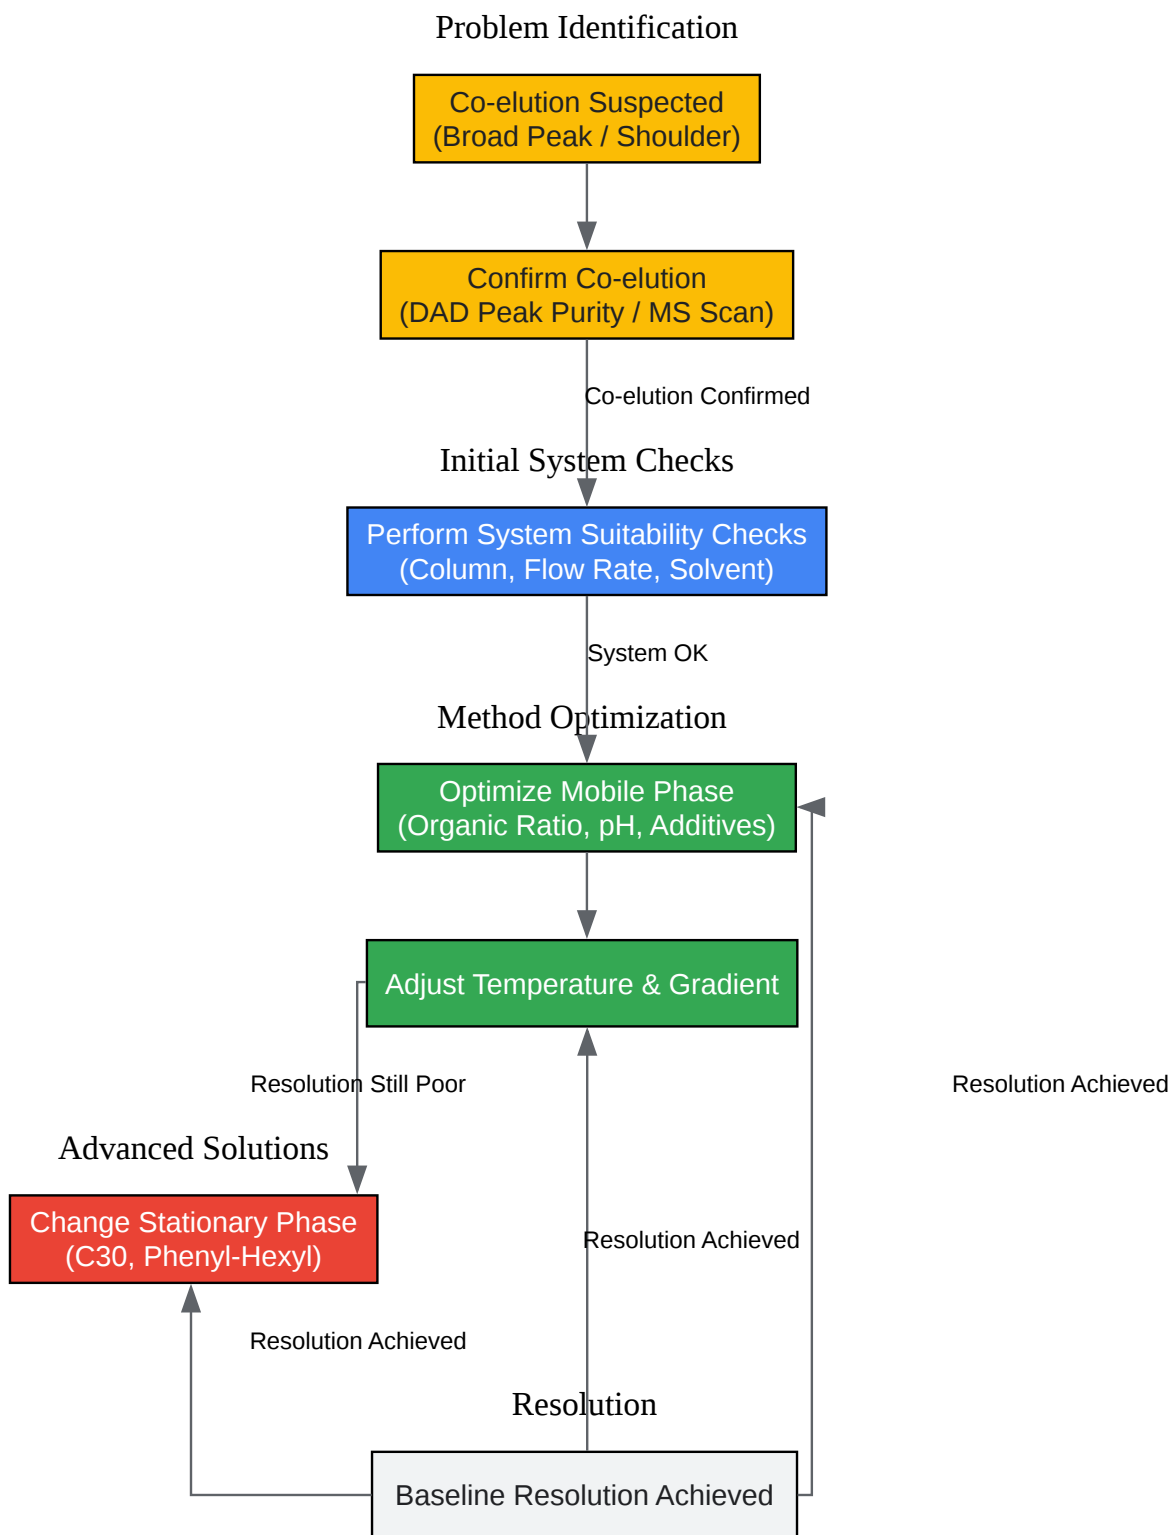 Problem Identification
Co-elution Suspected
(Broad Peak / Shoulder)
Confirm Co-elution
(DAD Peak Purity / MS Scan)
Co-elution Confirmed
Initial System Checks
Perform System Suitability Checks
(Column, Flow Rate, Solvent)
System OK
Method Optimization
Optimize Mobile Phase
(Organic Ratio, pH, Additives)
Adjust Temperature & Gradient
Resolution Still Poor
Resolution Achieved
Advanced Solutions
Change Stationary Phase
(C30, Phenyl-Hexyl)
Resolution Achieved
Resolution Achieved
Resolution
Baseline Resolution Achieved